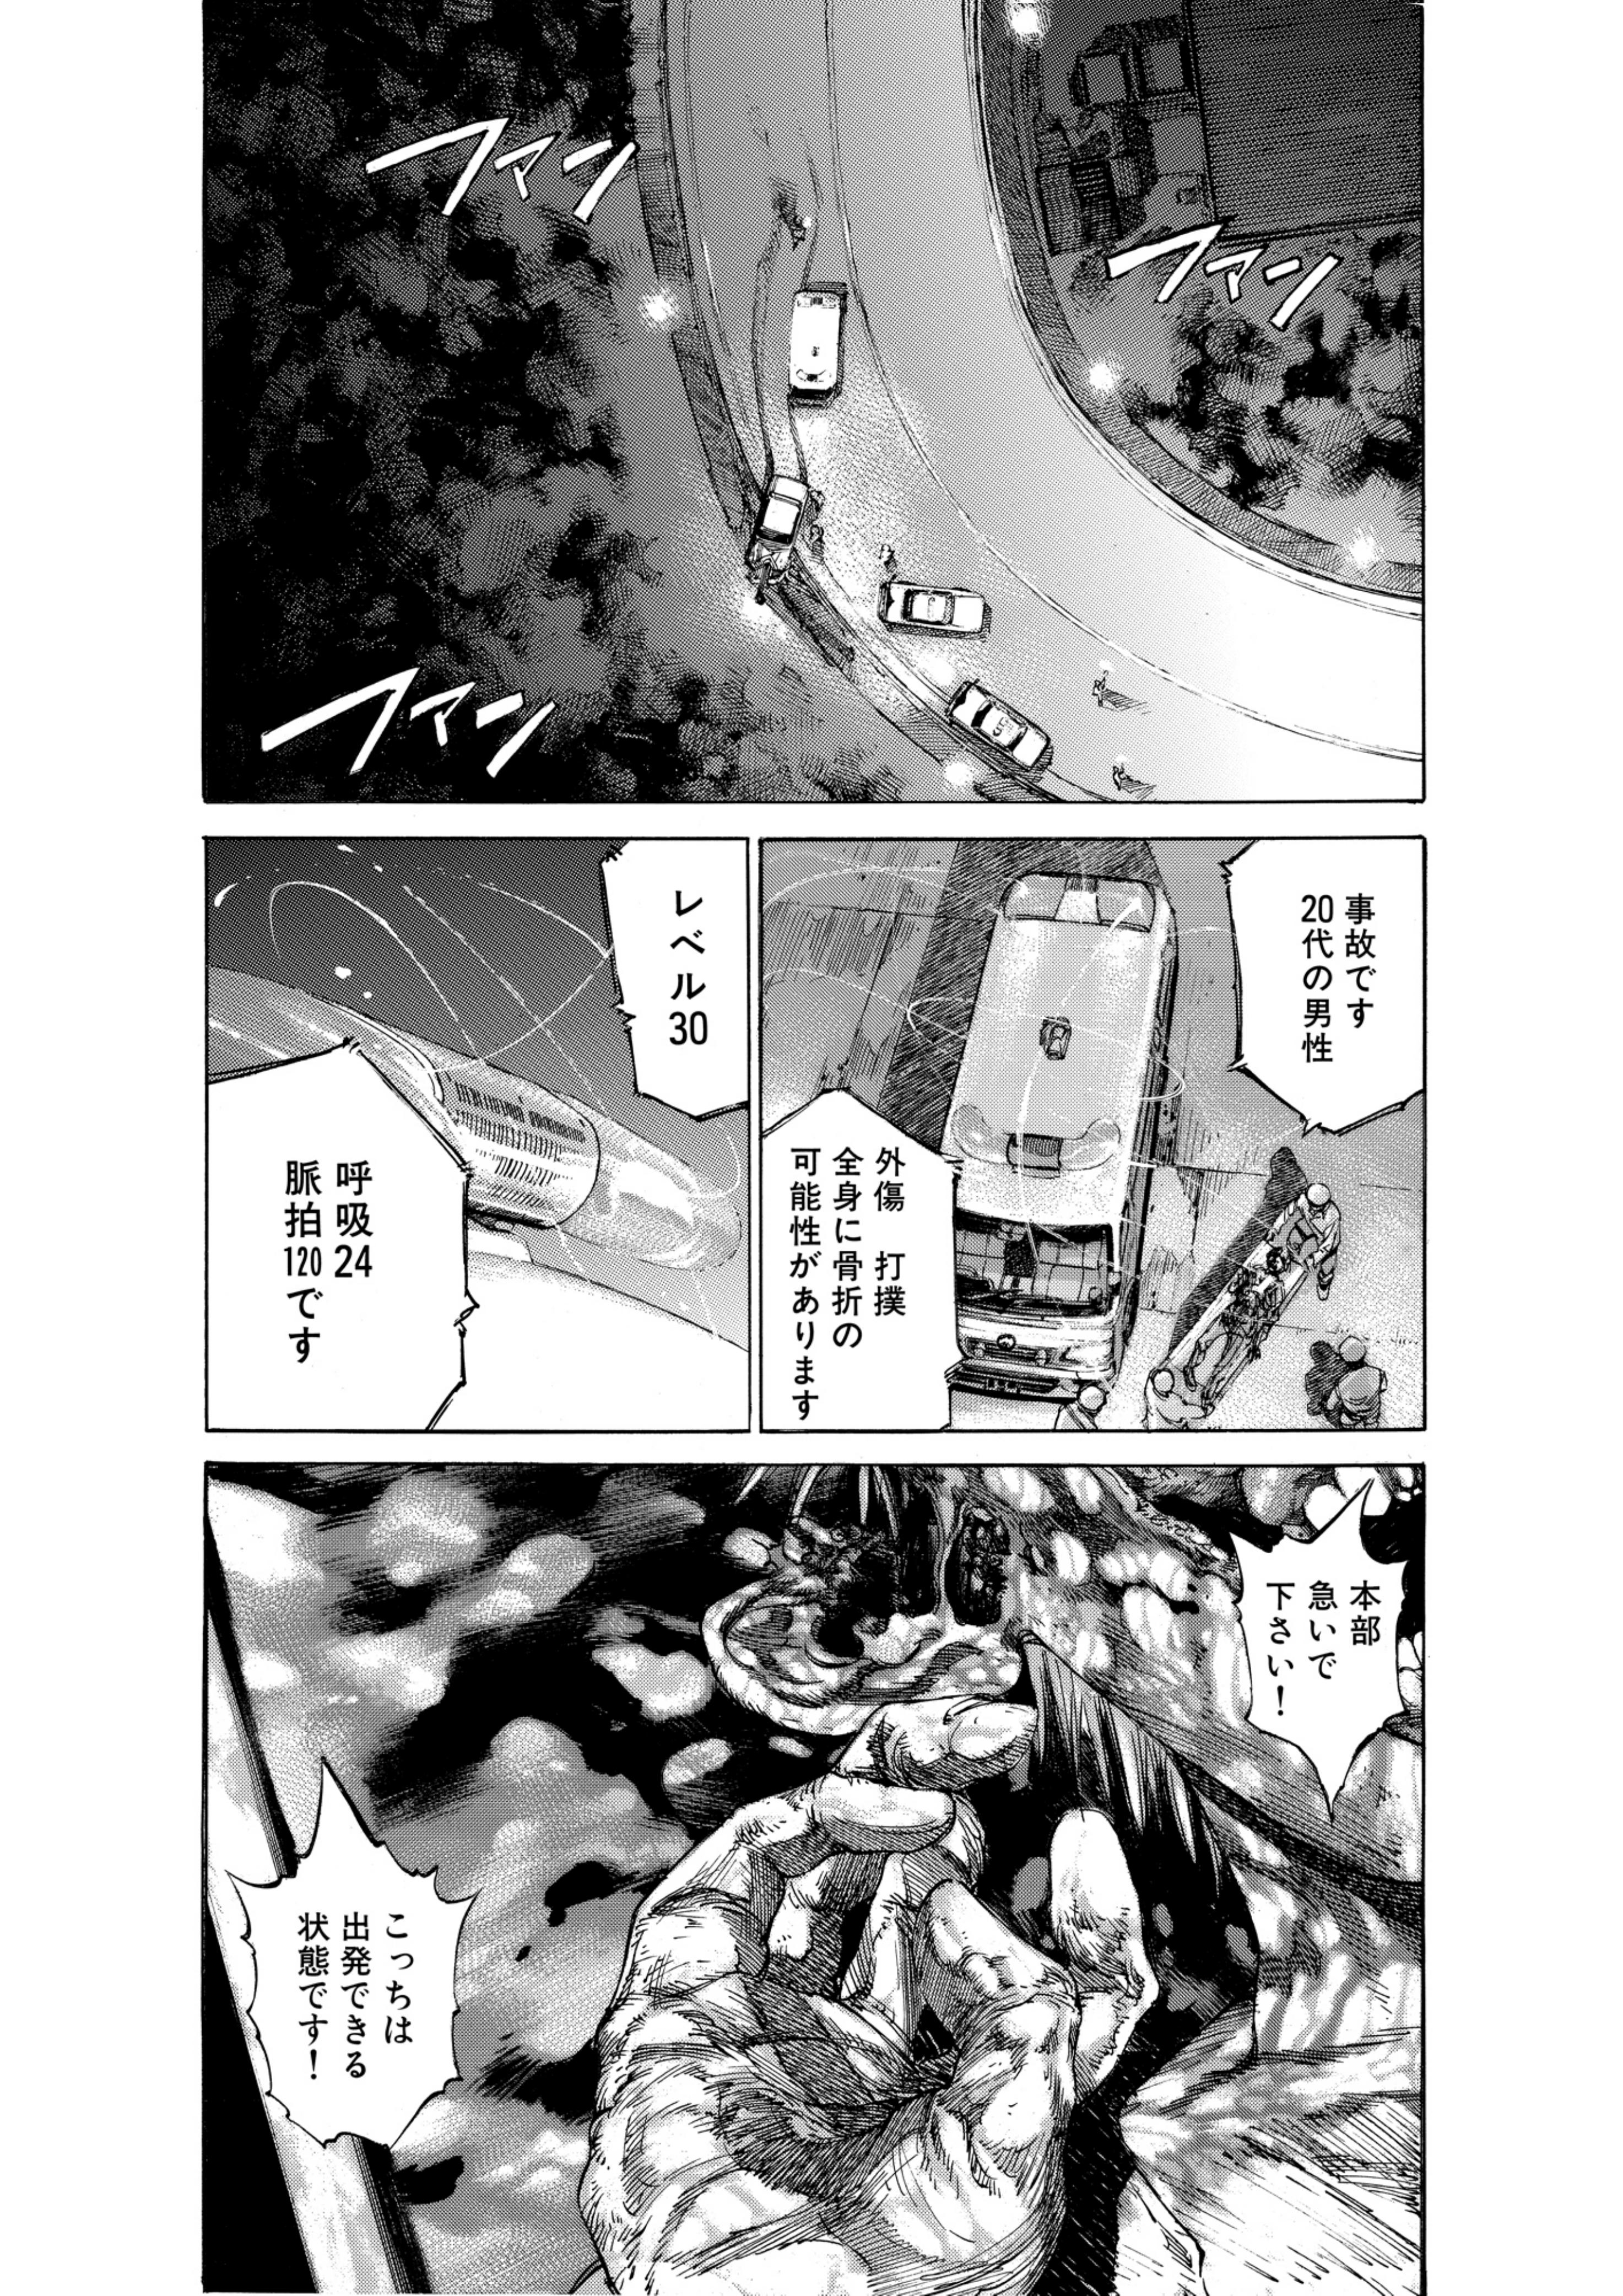 ファン
ファン
ファン
事故です
20代の男性
外傷 打撲
全身に骨折の
可能性があります
レベル30
呼吸24
脈拍120です
本部
急いで
下さい！
こっちは
出発できる
状態です！